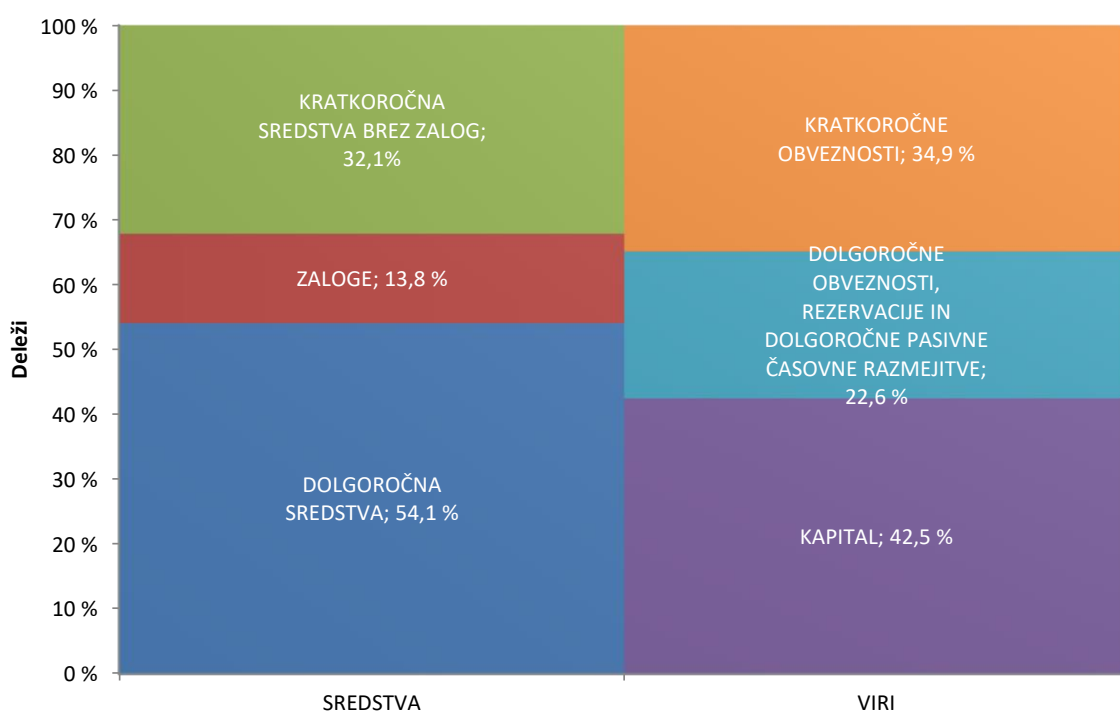 100 %
90 %
80 %
70 %
60 %
50 %
40 %
30 %
20 %
10 %
0 %
Deleži
KRATKOROČNA
SREDSTVA BREZ ZALOG;
32,1%
ZALOGE; 13,8 %
DOLGOROČNA
SREDSTVA; 54,1 %
KRATKOROČNE
OBVEZNOSTI; 34,9 %
DOLGOROČNE
OBVEZNOSTI,
REZERVACIJE IN
DOLGOROČNE PASIVNE
ČASOVNE RAZMEJITVE;
22,6 %
KAPITAL; 42,5 %
SREDSTVA
VIRI